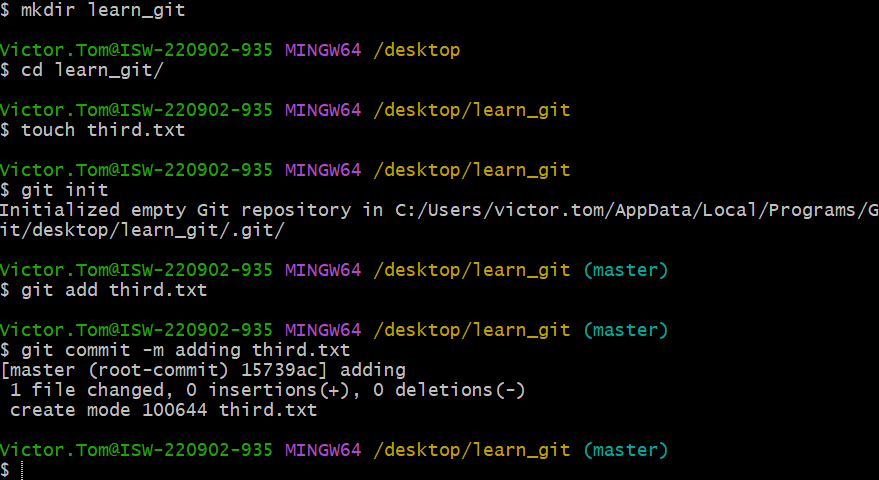 $ mkdir learn_git
Victor.Tom@ISW-220902-935 MINGW64 /desktop
$ cd learn_git/
Victor.Tom@ISW-220902-935 MINGW64 /desktop/learn_git
$ touch third.txt
Victor.Tom@ISW-220902-935 MINGW64 /desktop/learn_git
$ git init
Initialized empty Git repository in C:/Users/victor.tom/AppData/Local/Programs/G
it/desktop/learn_git/.git/
Victor.Tom@ISW-220902-935 MINGW64 /desktop/learn_git (master)
$ git add third.txt
Victor.Tom@ISW-220902-935 MINGW64 /desktop/learn_git (master)
$ git commit -m adding third.txt
[master (root-commit) 15739ac] adding
 1 file changed, 0 insertions(+), 0 deletions(-)
 create mode 100644 third.txt
Victor.Tom@ISW-220902-935 MINGW64 /desktop/learn_git (master)
$